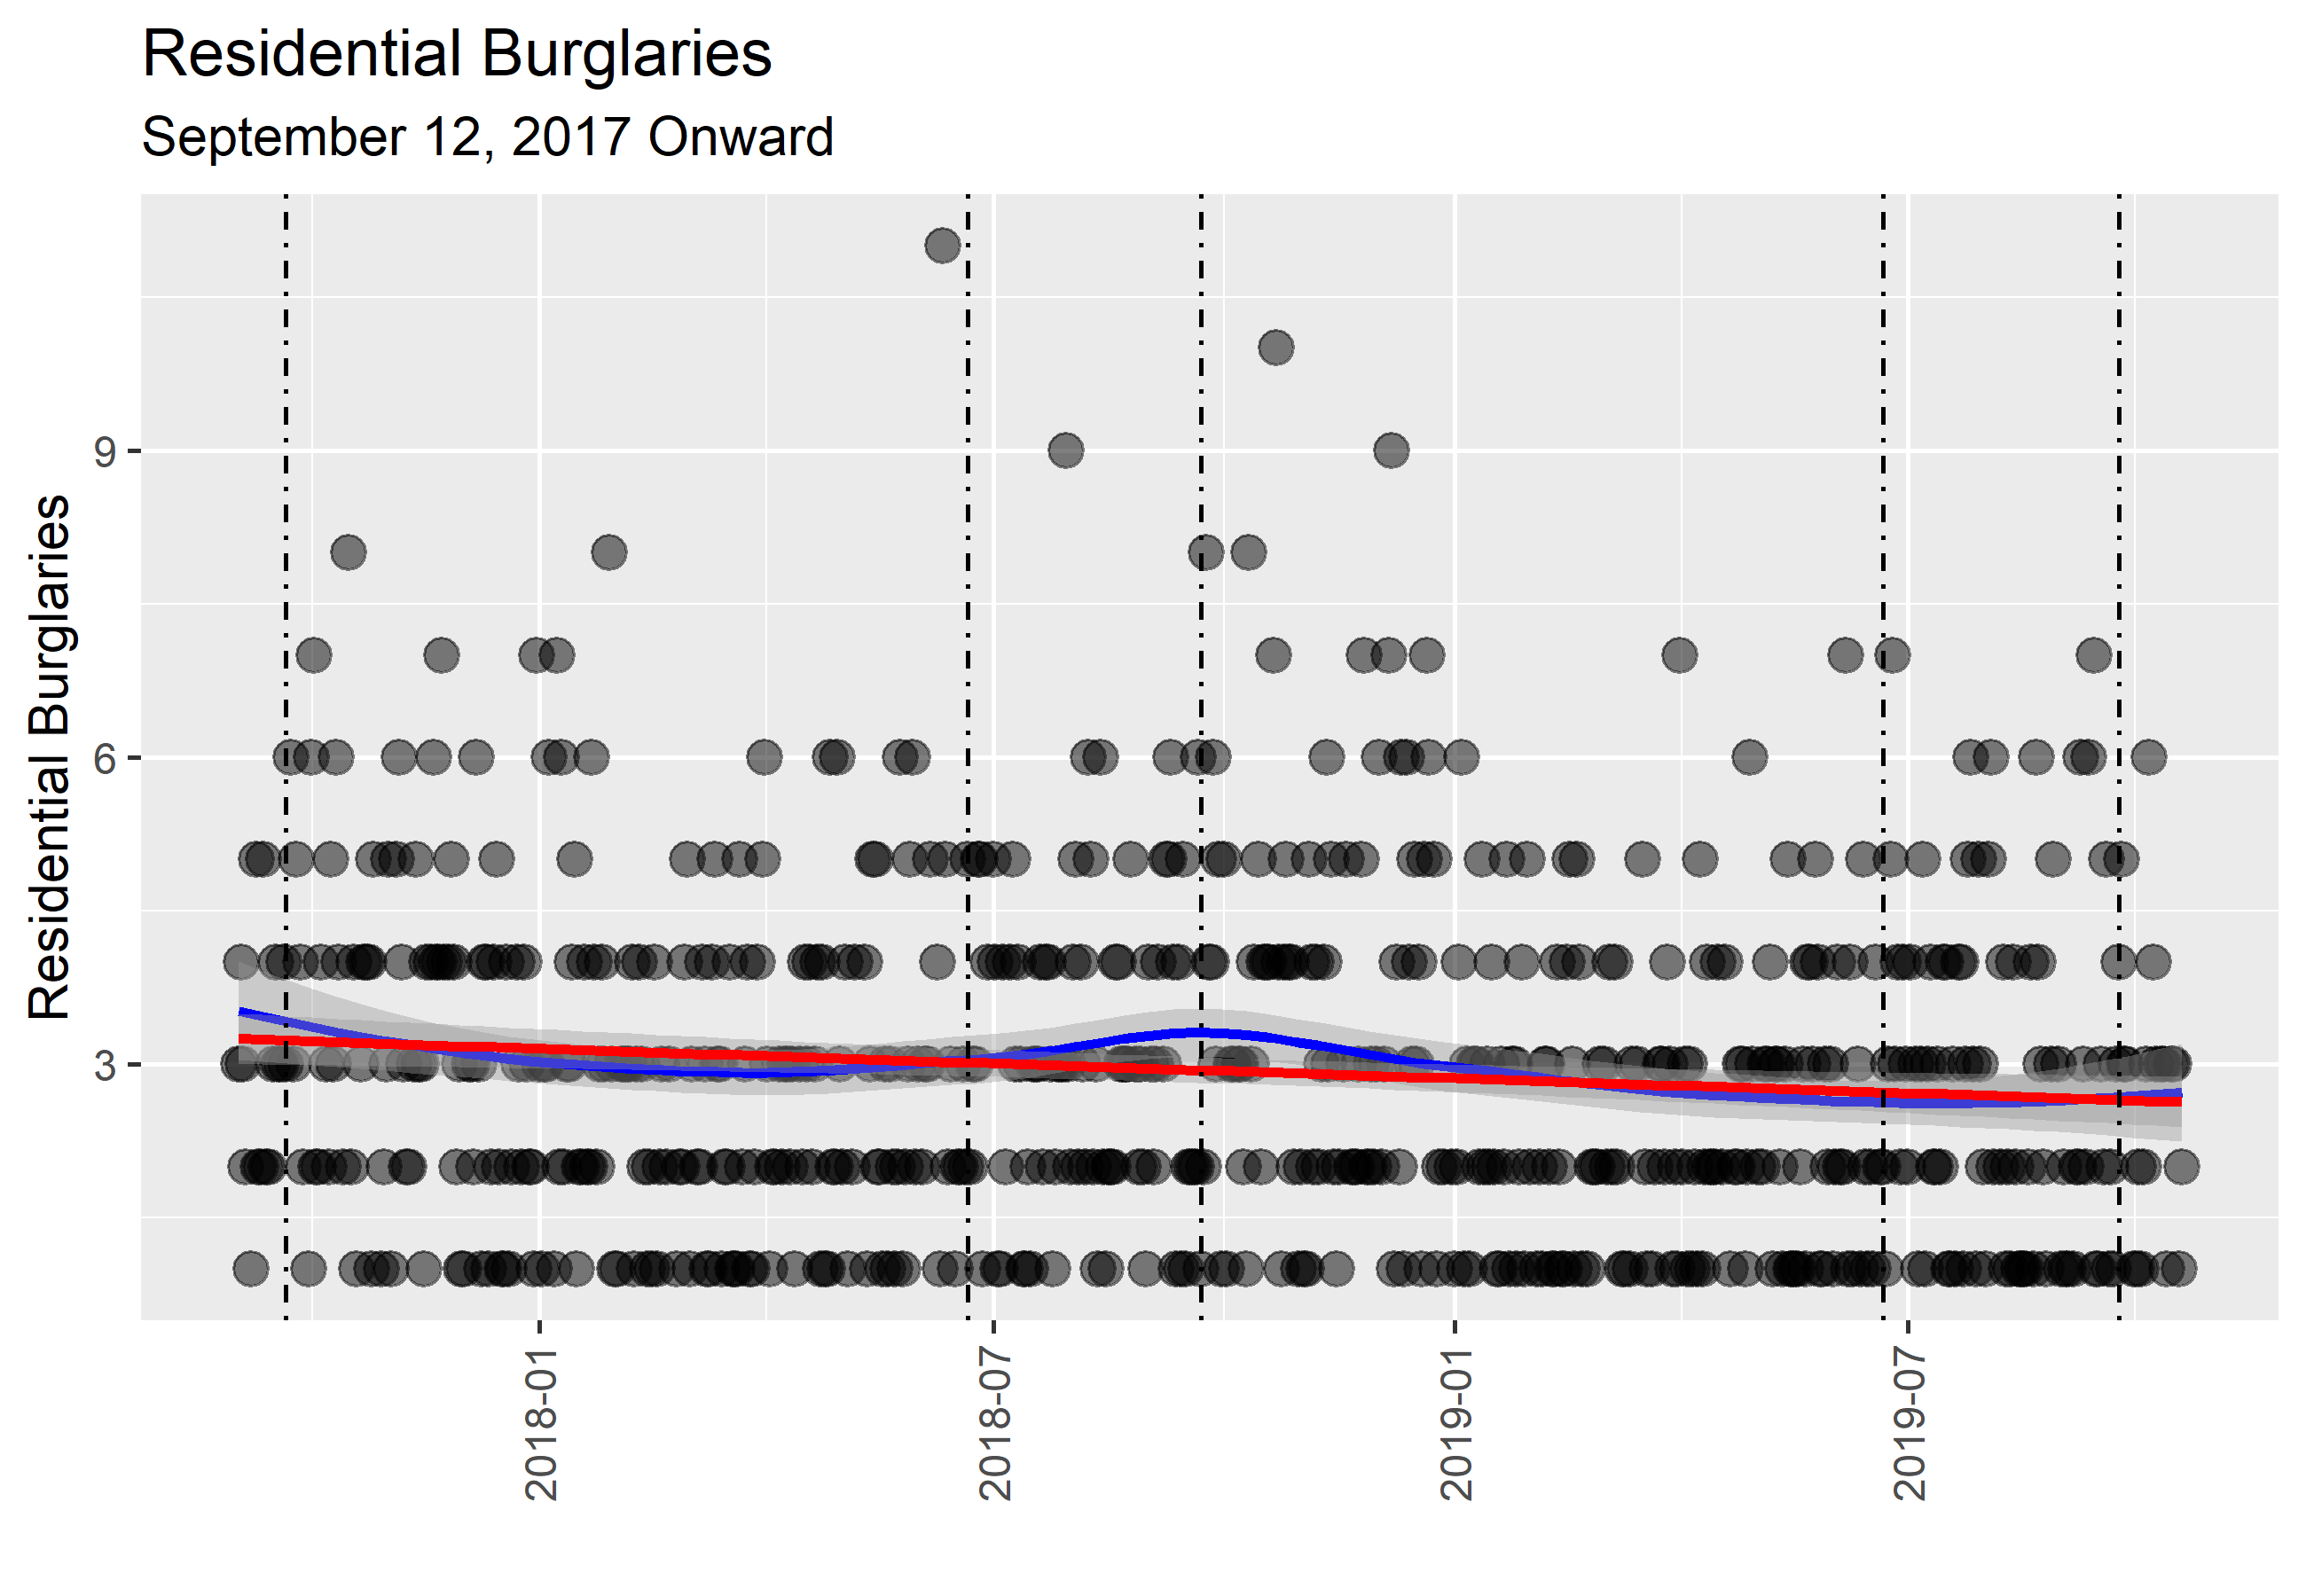 Residential Burglaries
September 12, 2017 Onward
Residential Burglaries
9
6
3
2018-01
2018-07
2019-01
2019-07